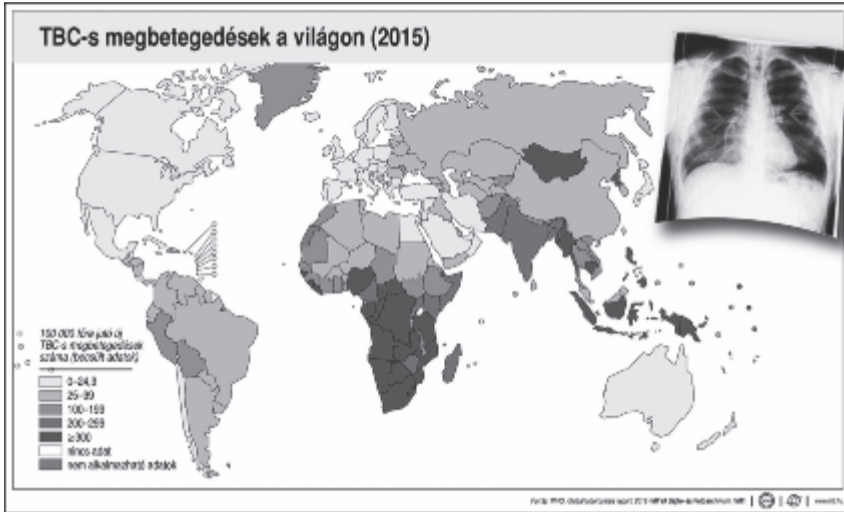 TBC-s megbetegedések a világon (2015)
100 000 főre jutó új
TBC-s megbetegedések
száma (becsült adatok)
0–24,9
25–99
100–199
200–299
≥300
nincs adat
nem alkalmazható adatok